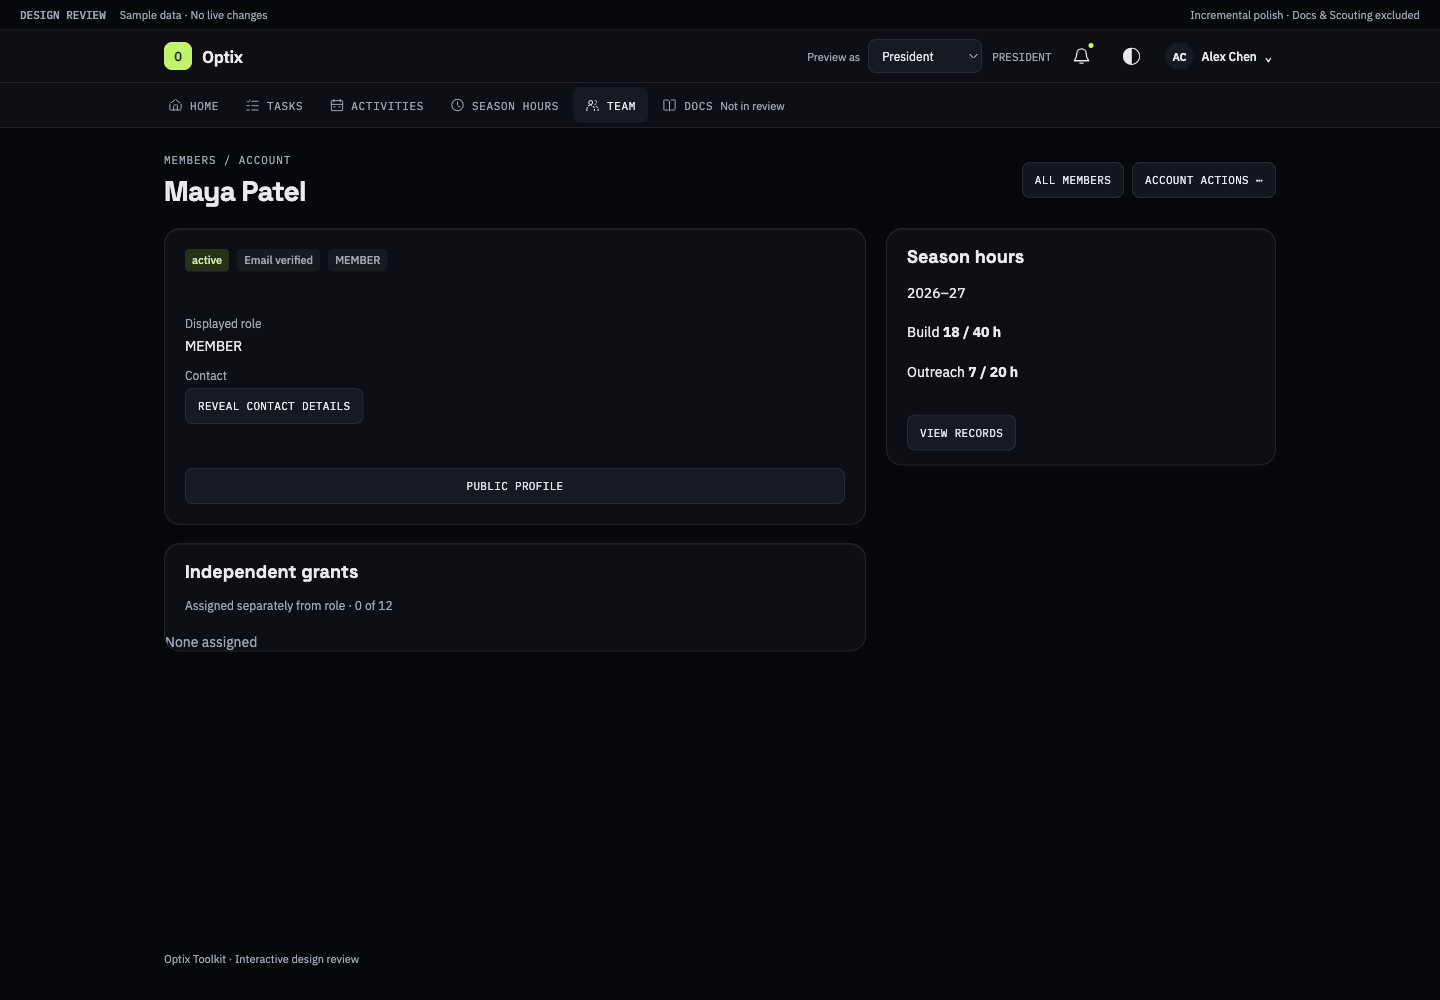 DESIGN REVIEW Sample data · No live changes
Incremental polish · Docs & Scouting excluded
O Optix
Preview as President PRESIDENT AC Alex Chen
HOME TASKS ACTIVITIES SEASON HOURS TEAM DOCS Not in review
MEMBERS / ACCOUNT
Maya Patel
ALL MEMBERS ACCOUNT ACTIONS ⋯
active Email verified MEMBER
Displayed role
MEMBER
Contact
REVEAL CONTACT DETAILS
PUBLIC PROFILE
Season hours
2026–27
Build 18 / 40 h
Outreach 7 / 20 h
VIEW RECORDS
Independent grants
Assigned separately from role · 0 of 12
None assigned
Optix Toolkit · Interactive design review